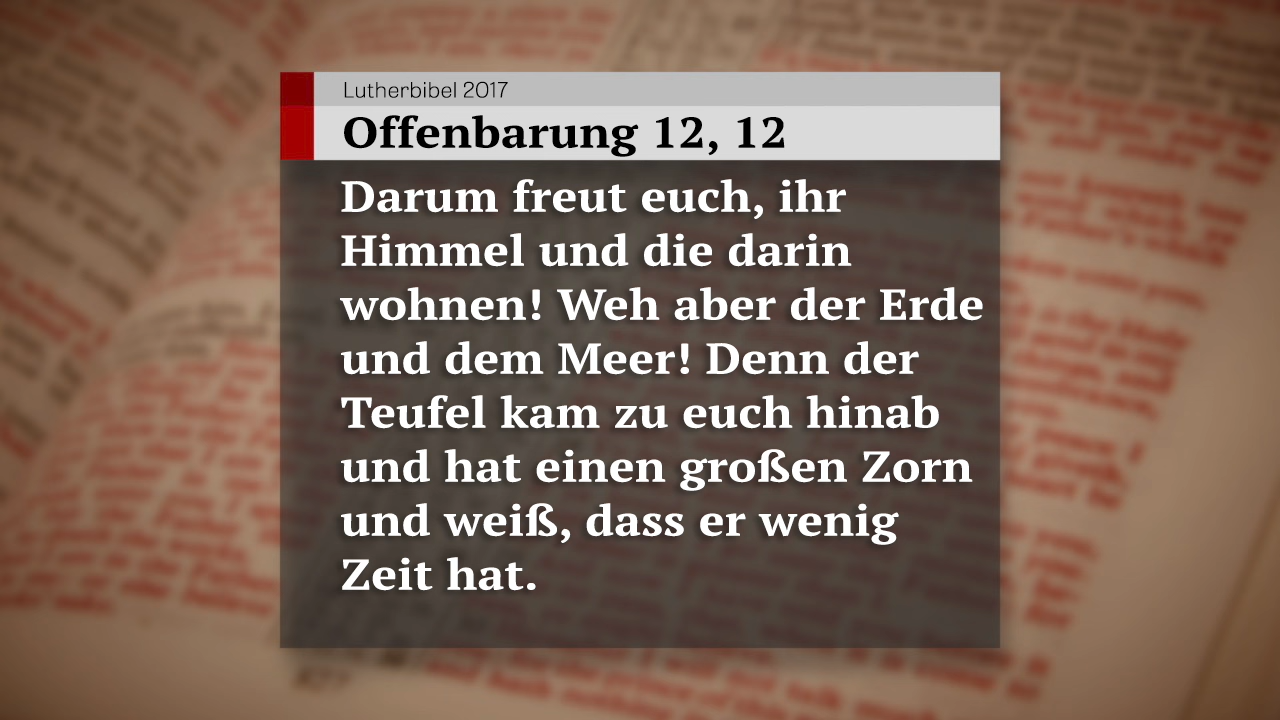 Lutherbibel 2017
Offenbarung 12, 12
Darum freut euch, ihr
Himmel und die darin
wohnen! Weh aber der Erde
und dem Meer! Denn der
Teufel kam zu euch hinab
und hat einen großen Zorn
und weiß, dass er wenig
Zeit hat.